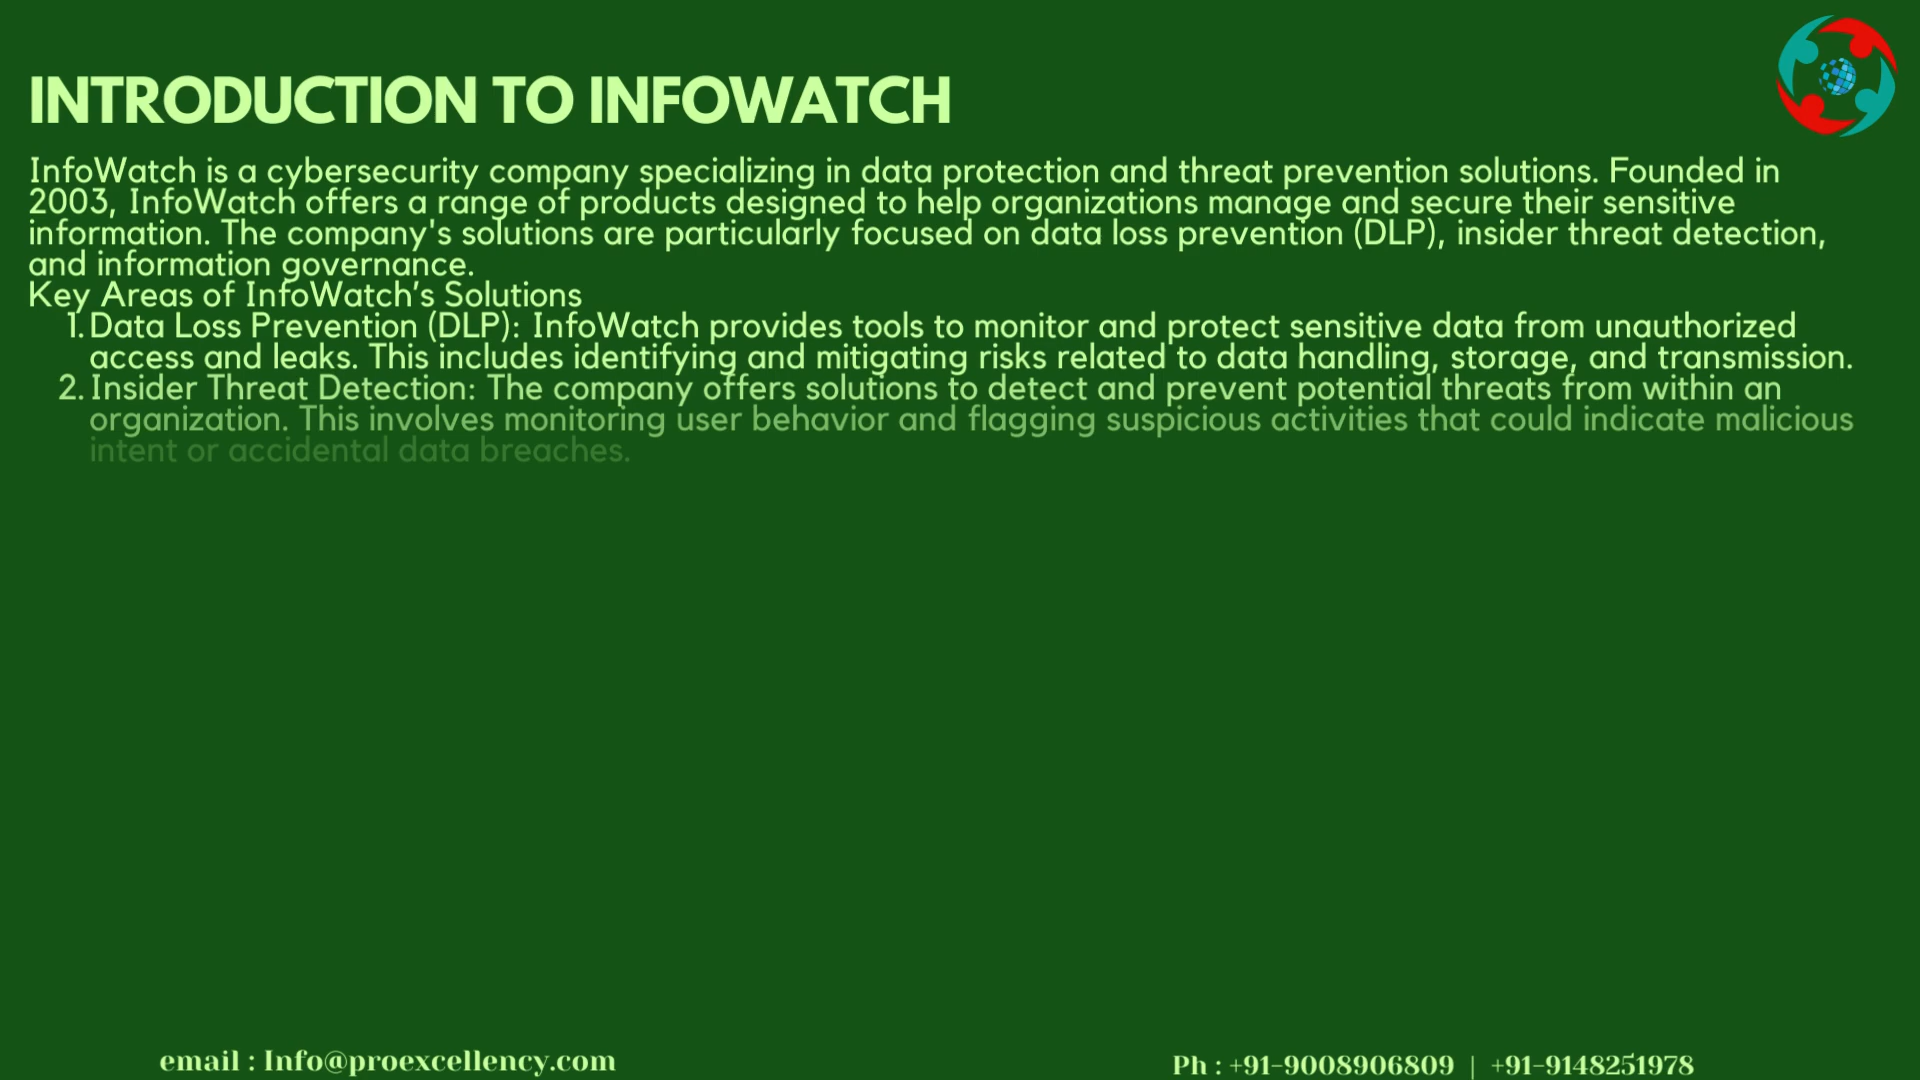 INTRODUCTION TO INFOWATCH
InfoWatch is a cybersecurity company specializing in data protection and threat prevention solutions. Founded in
2003, InfoWatch offers a range of products designed to help organizations manage and secure their sensitive
information. The company's solutions are particularly focused on data loss prevention (DLP), insider threat detection,
and information governance.
Key Areas of InfoWatch’s Solutions
1. Data Loss Prevention (DLP): InfoWatch provides tools to monitor and protect sensitive data from unauthorized
access and leaks. This includes identifying and mitigating risks related to data handling, storage, and transmission.
2. Insider Threat Detection: The company offers solutions to detect and prevent potential threats from within an
organization. This involves monitoring user behavior and flagging suspicious activities that could indicate malicious
intent or accidental data breaches.
email : Info@proexcellency.com
Ph : +91-9008906809 | +91-9148251978